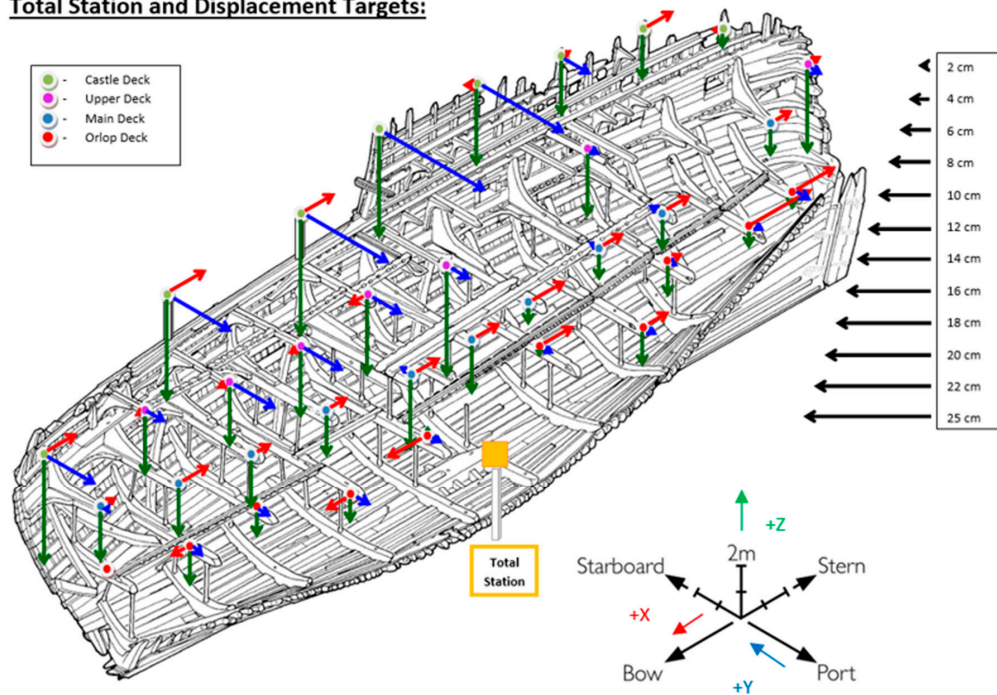 Total Station and Displacement Targets:
- Castle Deck
- Upper Deck
- Main Deck
- Orlop Deck
2 cm
4 cm
6 cm
8 cm
10 cm
12 cm
14 cm
16 cm
18 cm
20 cm
22 cm
25 cm
Total
Station
+Z
2m
Starboard
Stern
+X
Bow
Port
+Y